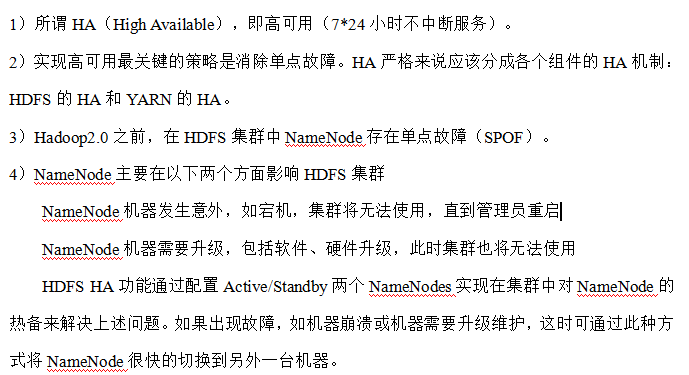 1）所谓 HA（High Available），即高可用（7*24 小时不中断服务）。
2）实现高可用最关键的策略是消除单点故障。HA 严格来说应该分成各个组件的 HA 机制：
HDFS 的 HA 和 YARN 的 HA。
3）Hadoop2.0 之前，在 HDFS 集群中 NameNode 存在单点故障（SPOF）。
4）NameNode 主要在以下两个方面影响 HDFS 集群
NameNode 机器发生意外，如宕机，集群将无法使用，直到管理员重启
NameNode 机器需要升级，包括软件、硬件升级，此时集群也将无法使用
HDFS HA 功能通过配置 Active/Standby 两个 NameNodes 实现在集群中对 NameNode 的
热备来解决上述问题。如果出现故障，如机器崩溃或机器需要升级维护，这时可通过此种方
式将 NameNode 很快的切换到另外一台机器。